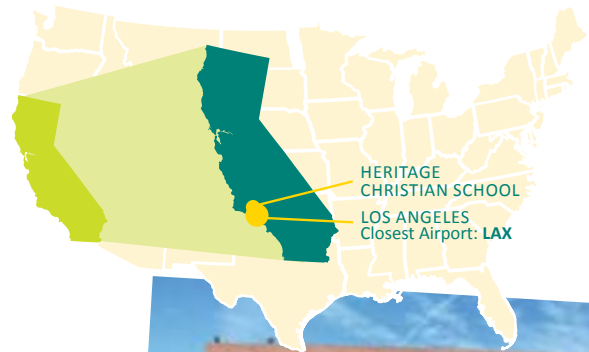 HERITAGE
CHRISTIAN SCHOOL
LOS ANGELES
Closest Airport: LAX